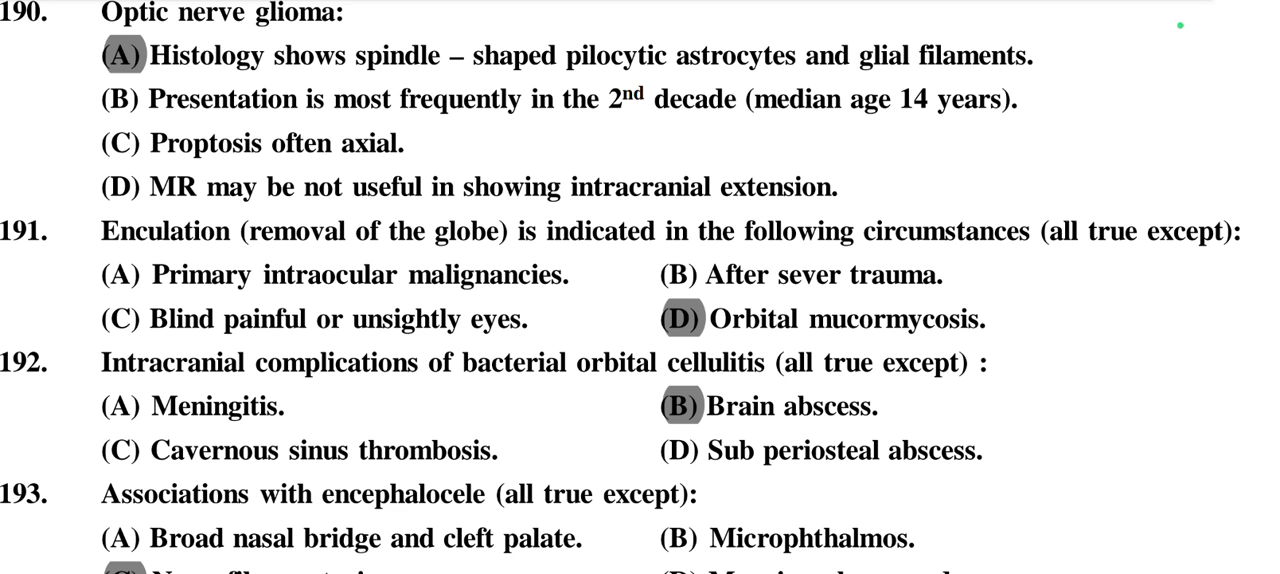 190. Optic nerve glioma:
(A) Histology shows spindle – shaped pilocytic astrocytes and glial filaments.
(B) Presentation is most frequently in the 2nd decade (median age 14 years).
(C) Proptosis often axial.
(D) MR may be not useful in showing intracranial extension.
191. Enculation (removal of the globe) is indicated in the following circumstances (all true except):
(A) Primary intraocular malignancies. (B) After sever trauma.
(C) Blind painful or unsightly eyes. (D) Orbital mucormycosis.
192. Intracranial complications of bacterial orbital cellulitis (all true except) :
(A) Meningitis. (B) Brain abscess.
(C) Cavernous sinus thrombosis. (D) Sub periosteal abscess.
193. Associations with encephalocele (all true except):
(A) Broad nasal bridge and cleft palate. (B) Microphthalmos.